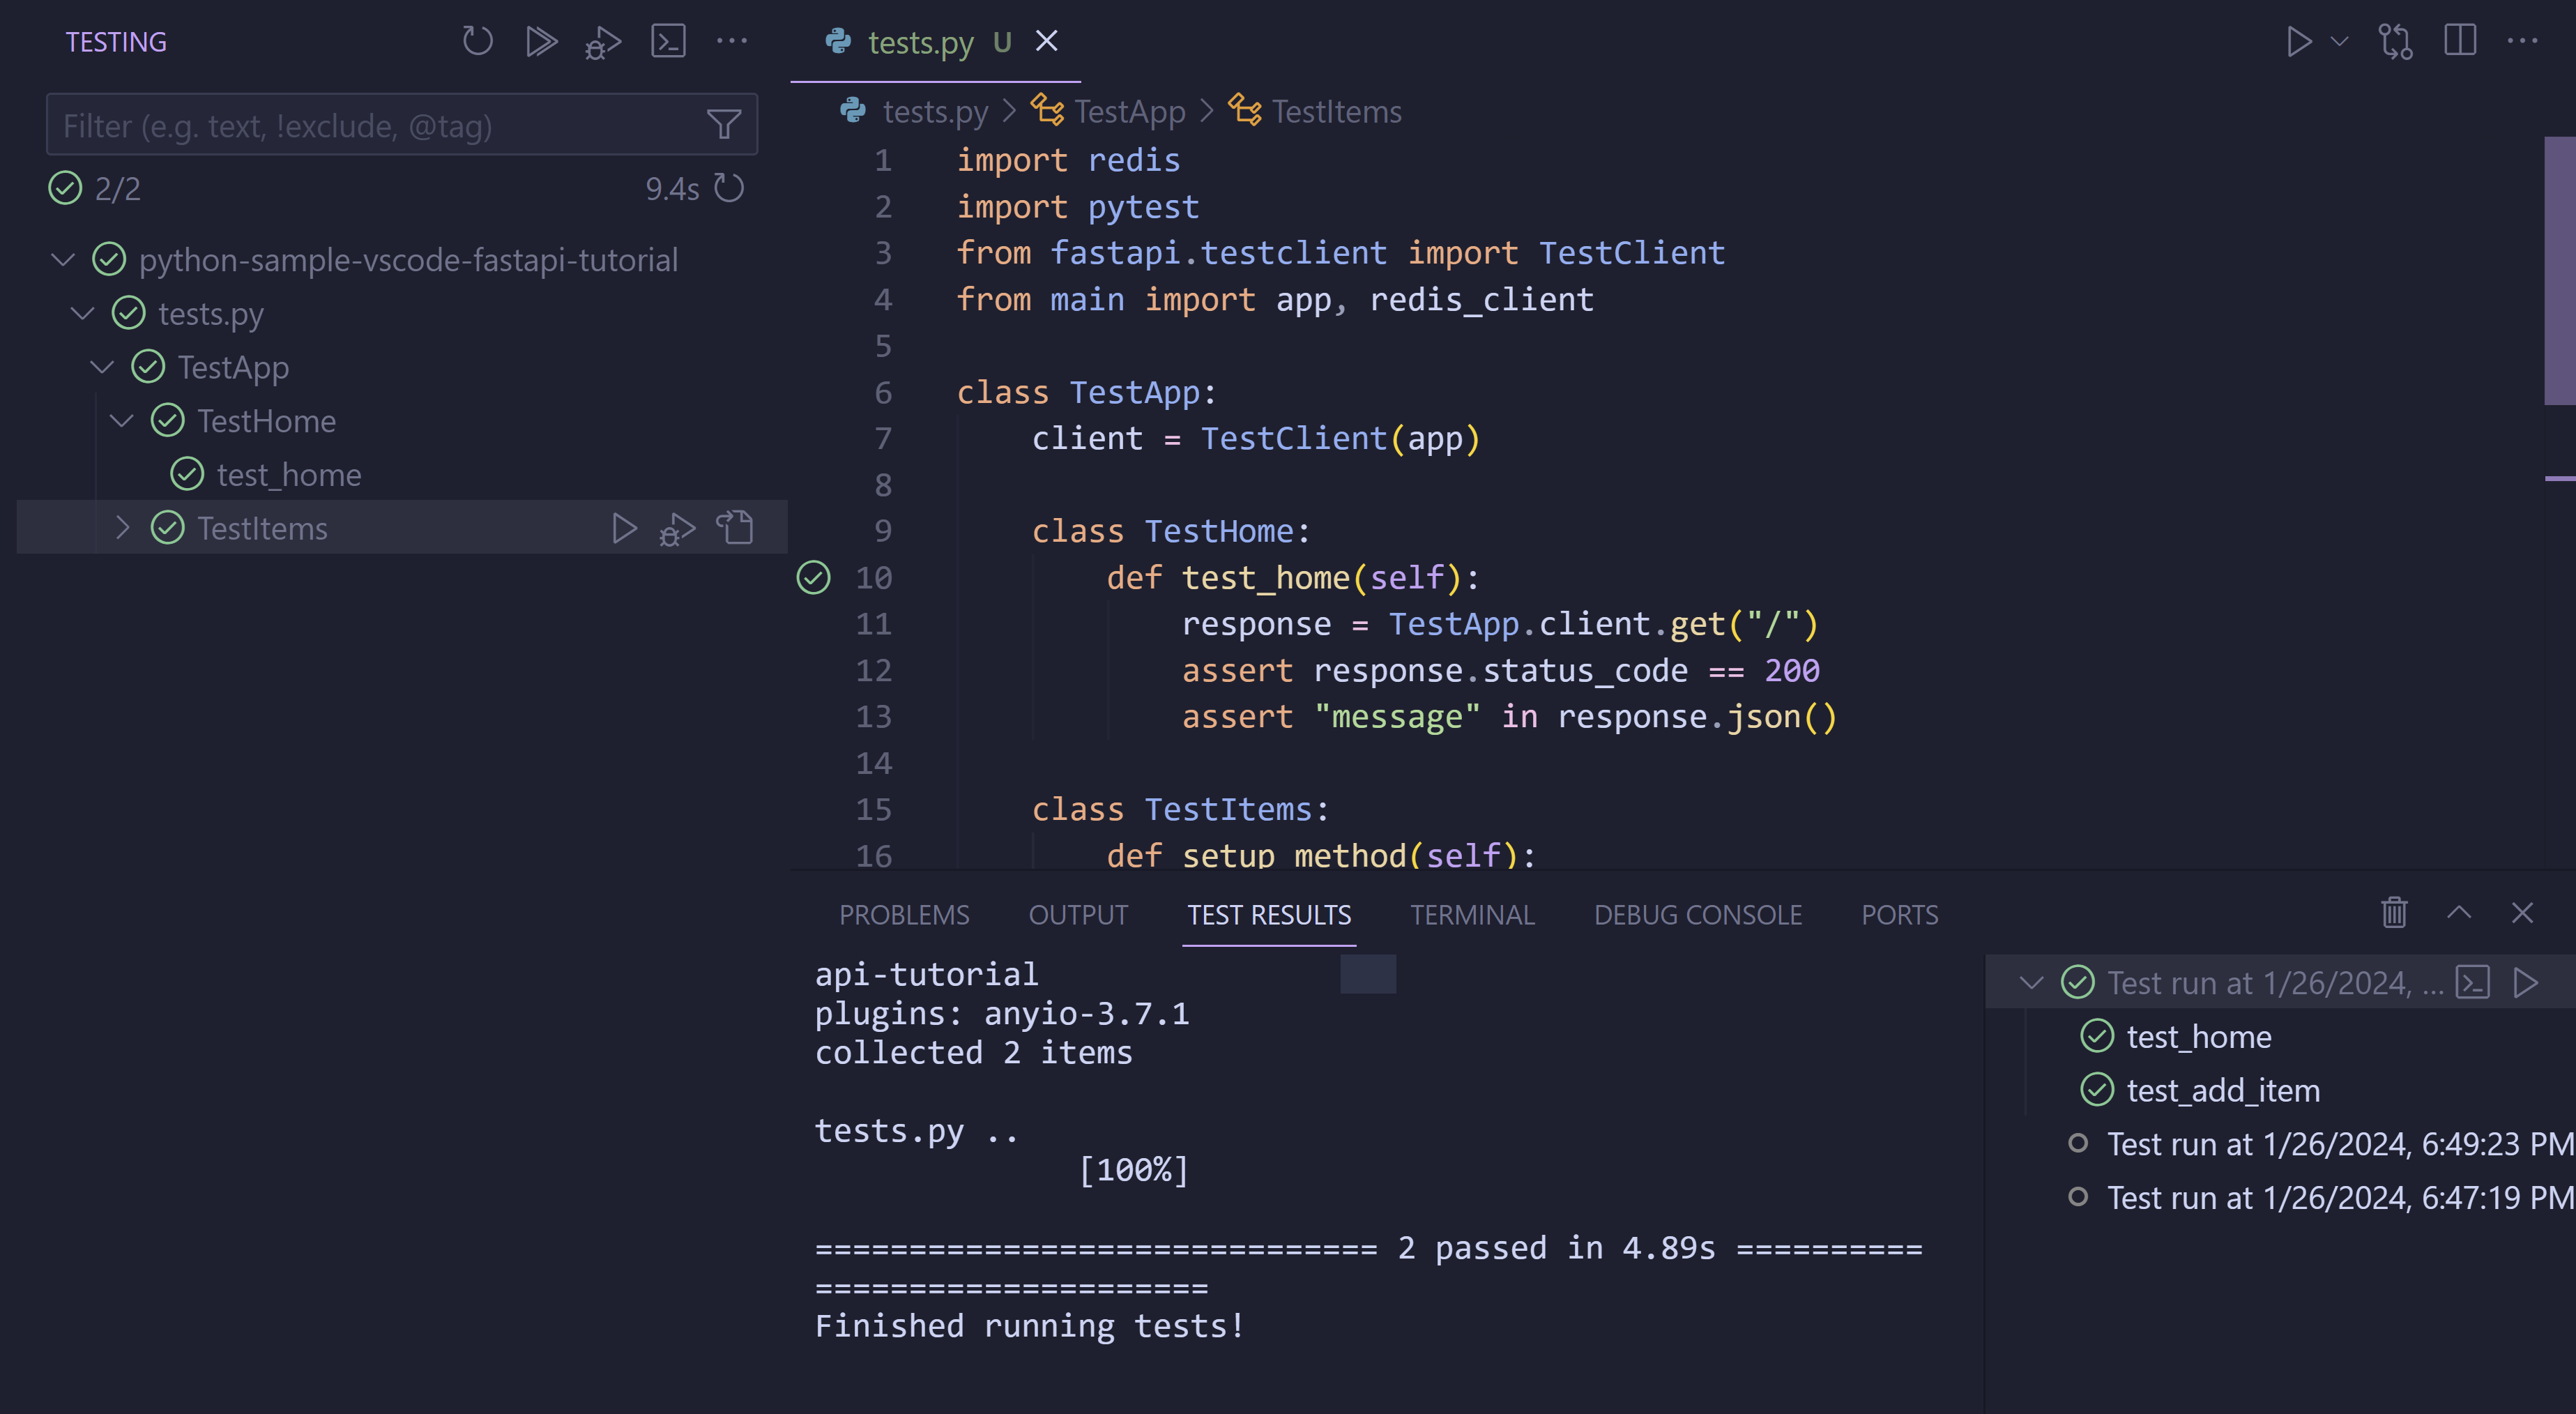 TESTING
Filter (e.g. text, !exclude, @tag)
2/2
9.4s
python-sample-vscode-fastapi-tutorial
tests.py
TestApp
TestHome
test_home
TestItems
tests.py U
tests.py > TestApp > TestItems
1 import redis
2 import pytest
3 from fastapi.testclient import TestClient
4 from main import app, redis_client
5
6 class TestApp:
7 client = TestClient(app)
8
9 class TestHome:
10 def test_home(self):
11 response = TestApp.client.get("/")
12 assert response.status_code == 200
13 assert "message" in response.json()
14
15 class TestItems:
16 def setup_method(self):
PROBLEMS OUTPUT TEST RESULTS TERMINAL DEBUG CONSOLE PORTS
api-tutorial
plugins: anyio-3.7.1
collected 2 items
tests.py ..
[100%]
============================== 2 passed in 4.89s ==========
=====================
Finished running tests!
Test run at 1/26/2024, ...
test_home
test_add_item
Test run at 1/26/2024, 6:49:23 PM
Test run at 1/26/2024, 6:47:19 PM